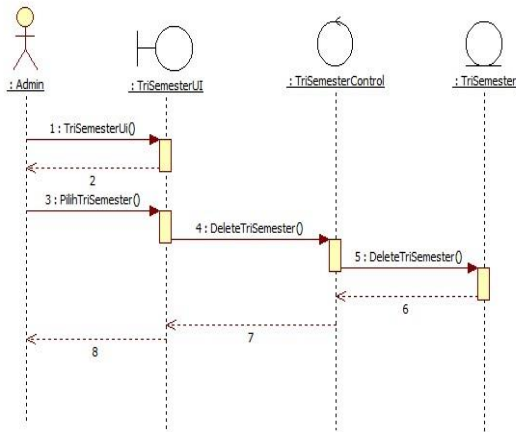 : Admin
: TriSemesterUI
: TriSemesterControl
: TriSemester
1 : TriSemesterUi()
2
3 : PilihTriSemester()
4 : DeleteTriSemester()
5 : DeleteTriSemester()
6
7
8